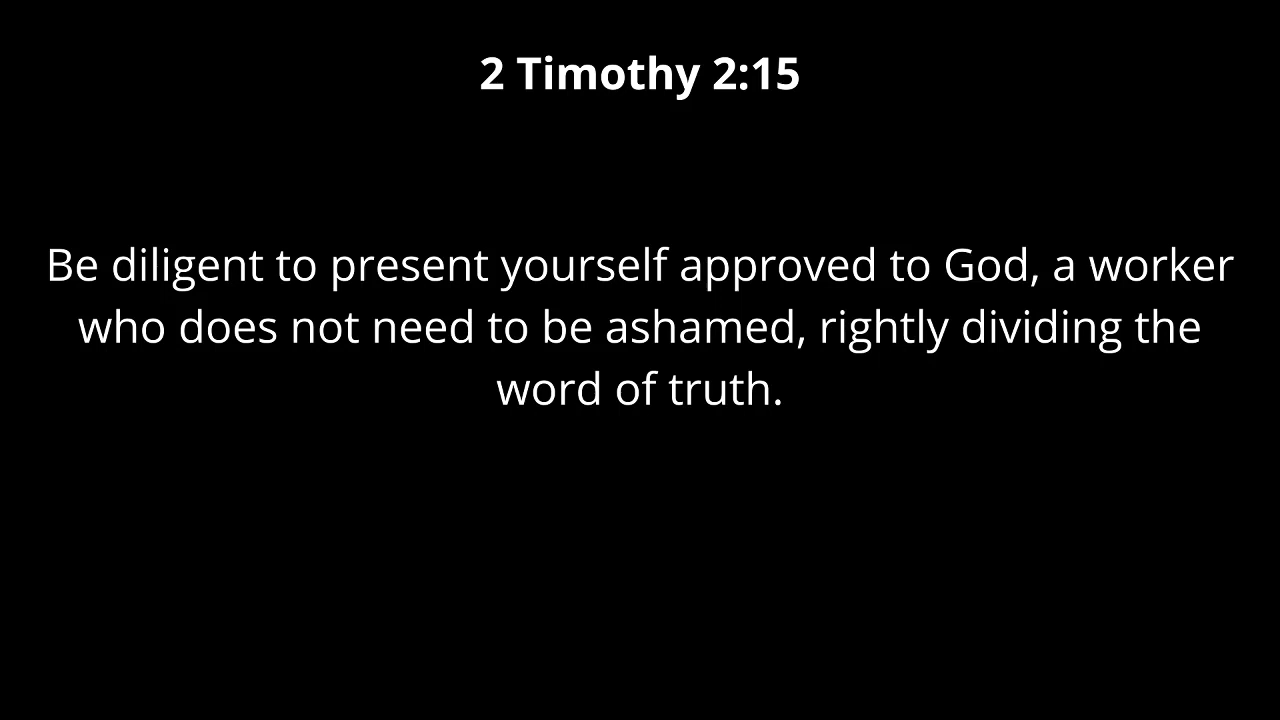 2 Timothy 2:15
Be diligent to present yourself approved to God, a worker
who does not need to be ashamed, rightly dividing the
word of truth.